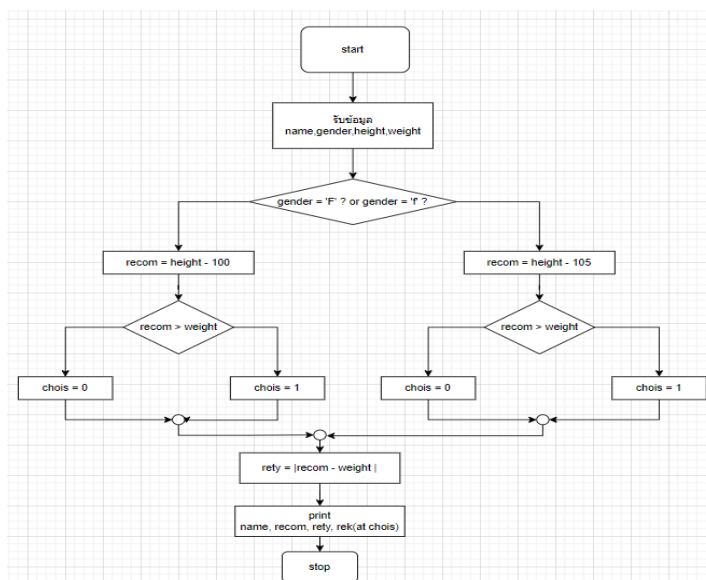 start
รับข้อมูล
name,gender,height,weight
gender = 'F' ? or gender = 'f' ?
recom = height - 100
recom = height - 105
recom > weight
recom > weight
chois = 0
chois = 1
chois = 0
chois = 1
rety = |recom - weight |
print
name, recom, rety, rek(at chois)
stop